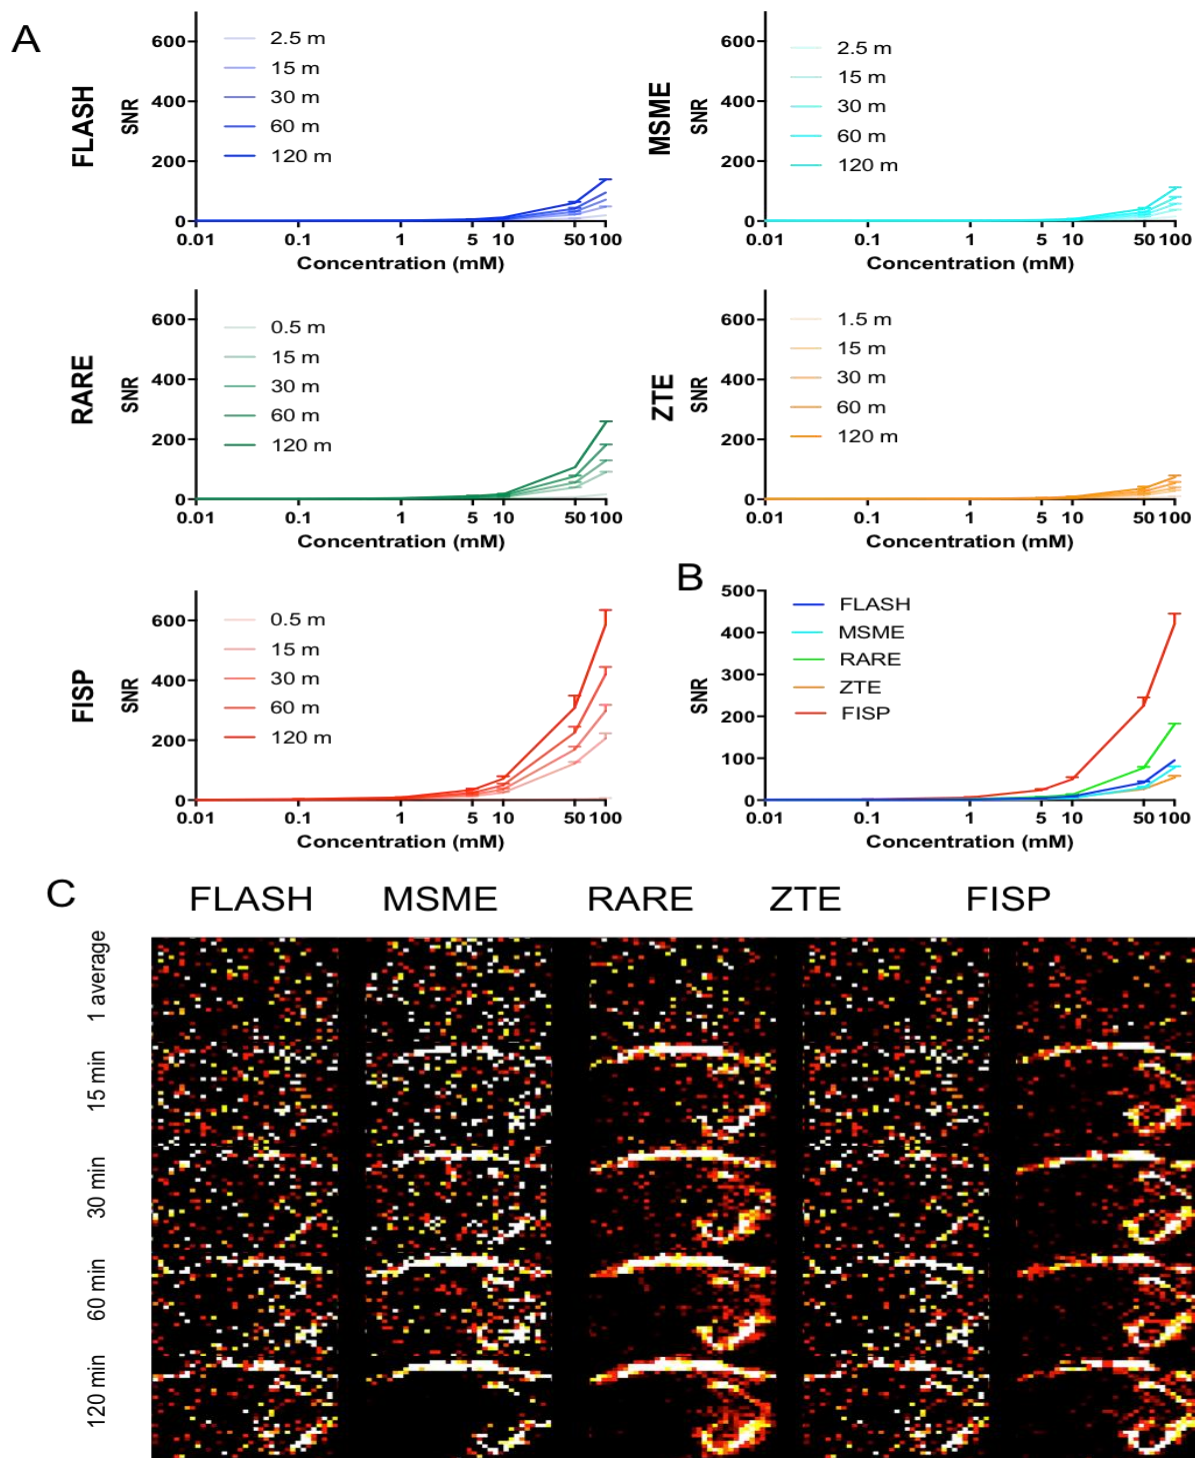 A
FLASH
SNR
600
400
200
0
2.5 m
15 m
30 m
60 m
120 m
0.01 0.1 1 5 10 50 100
Concentration (mM)
MSME
SNR
600
400
200
0
2.5 m
15 m
30 m
60 m
120 m
0.01 0.1 1 5 10 50 100
Concentration (mM)
RARE
SNR
600
400
200
0
0.5 m
15 m
30 m
60 m
120 m
0.01 0.1 1 5 10 50 100
Concentration (mM)
ZTE
SNR
600
400
200
0
1.5 m
15 m
30 m
60 m
120 m
0.01 0.1 1 5 10 50 100
Concentration (mM)
FISP
SNR
600
400
200
0
0.5 m
15 m
30 m
60 m
120 m
0.01 0.1 1 5 10 50 100
Concentration (mM)
B
SNR
500
400
300
200
100
0
FLASH
MSME
RARE
ZTE
FISP
0.01 0.1 1 5 10 50 100
Concentration (mM)
C
FLASH MSME RARE ZTE FISP
1 average
15 min
30 min
60 min
120 min